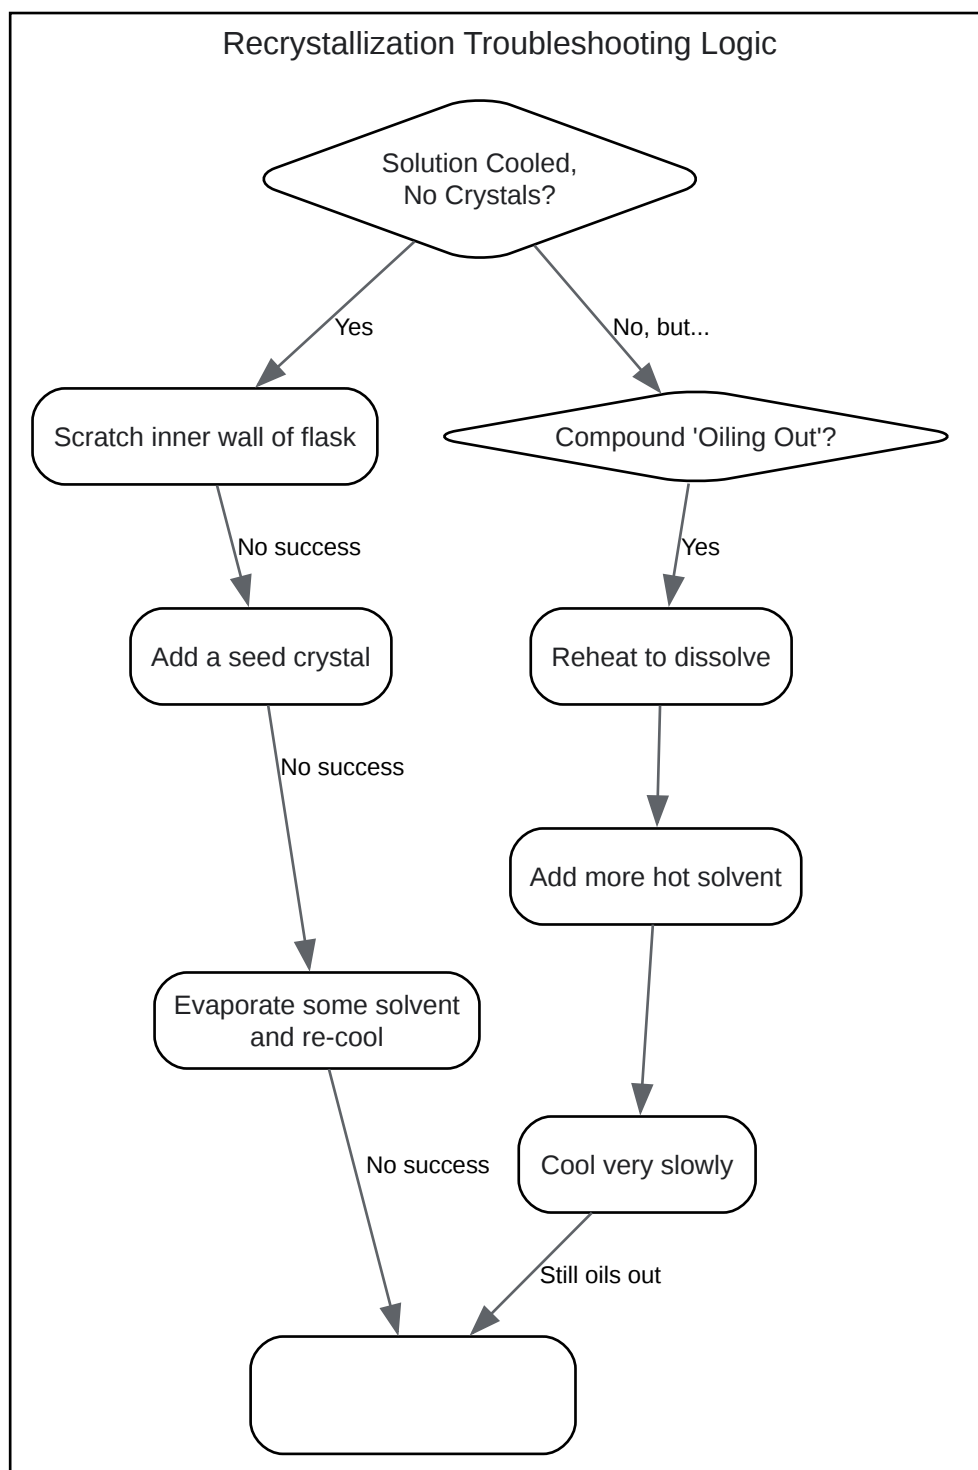 Recrystallization Troubleshooting Logic
Solution Cooled,
No Crystals?
Yes
No, but...
Scratch inner wall of flask
Compound 'Oiling Out'?
No success
Yes
Add a seed crystal
Reheat to dissolve
No success
Add more hot solvent
Evaporate some solvent
and re-cool
No success
Cool very slowly
Still oils out